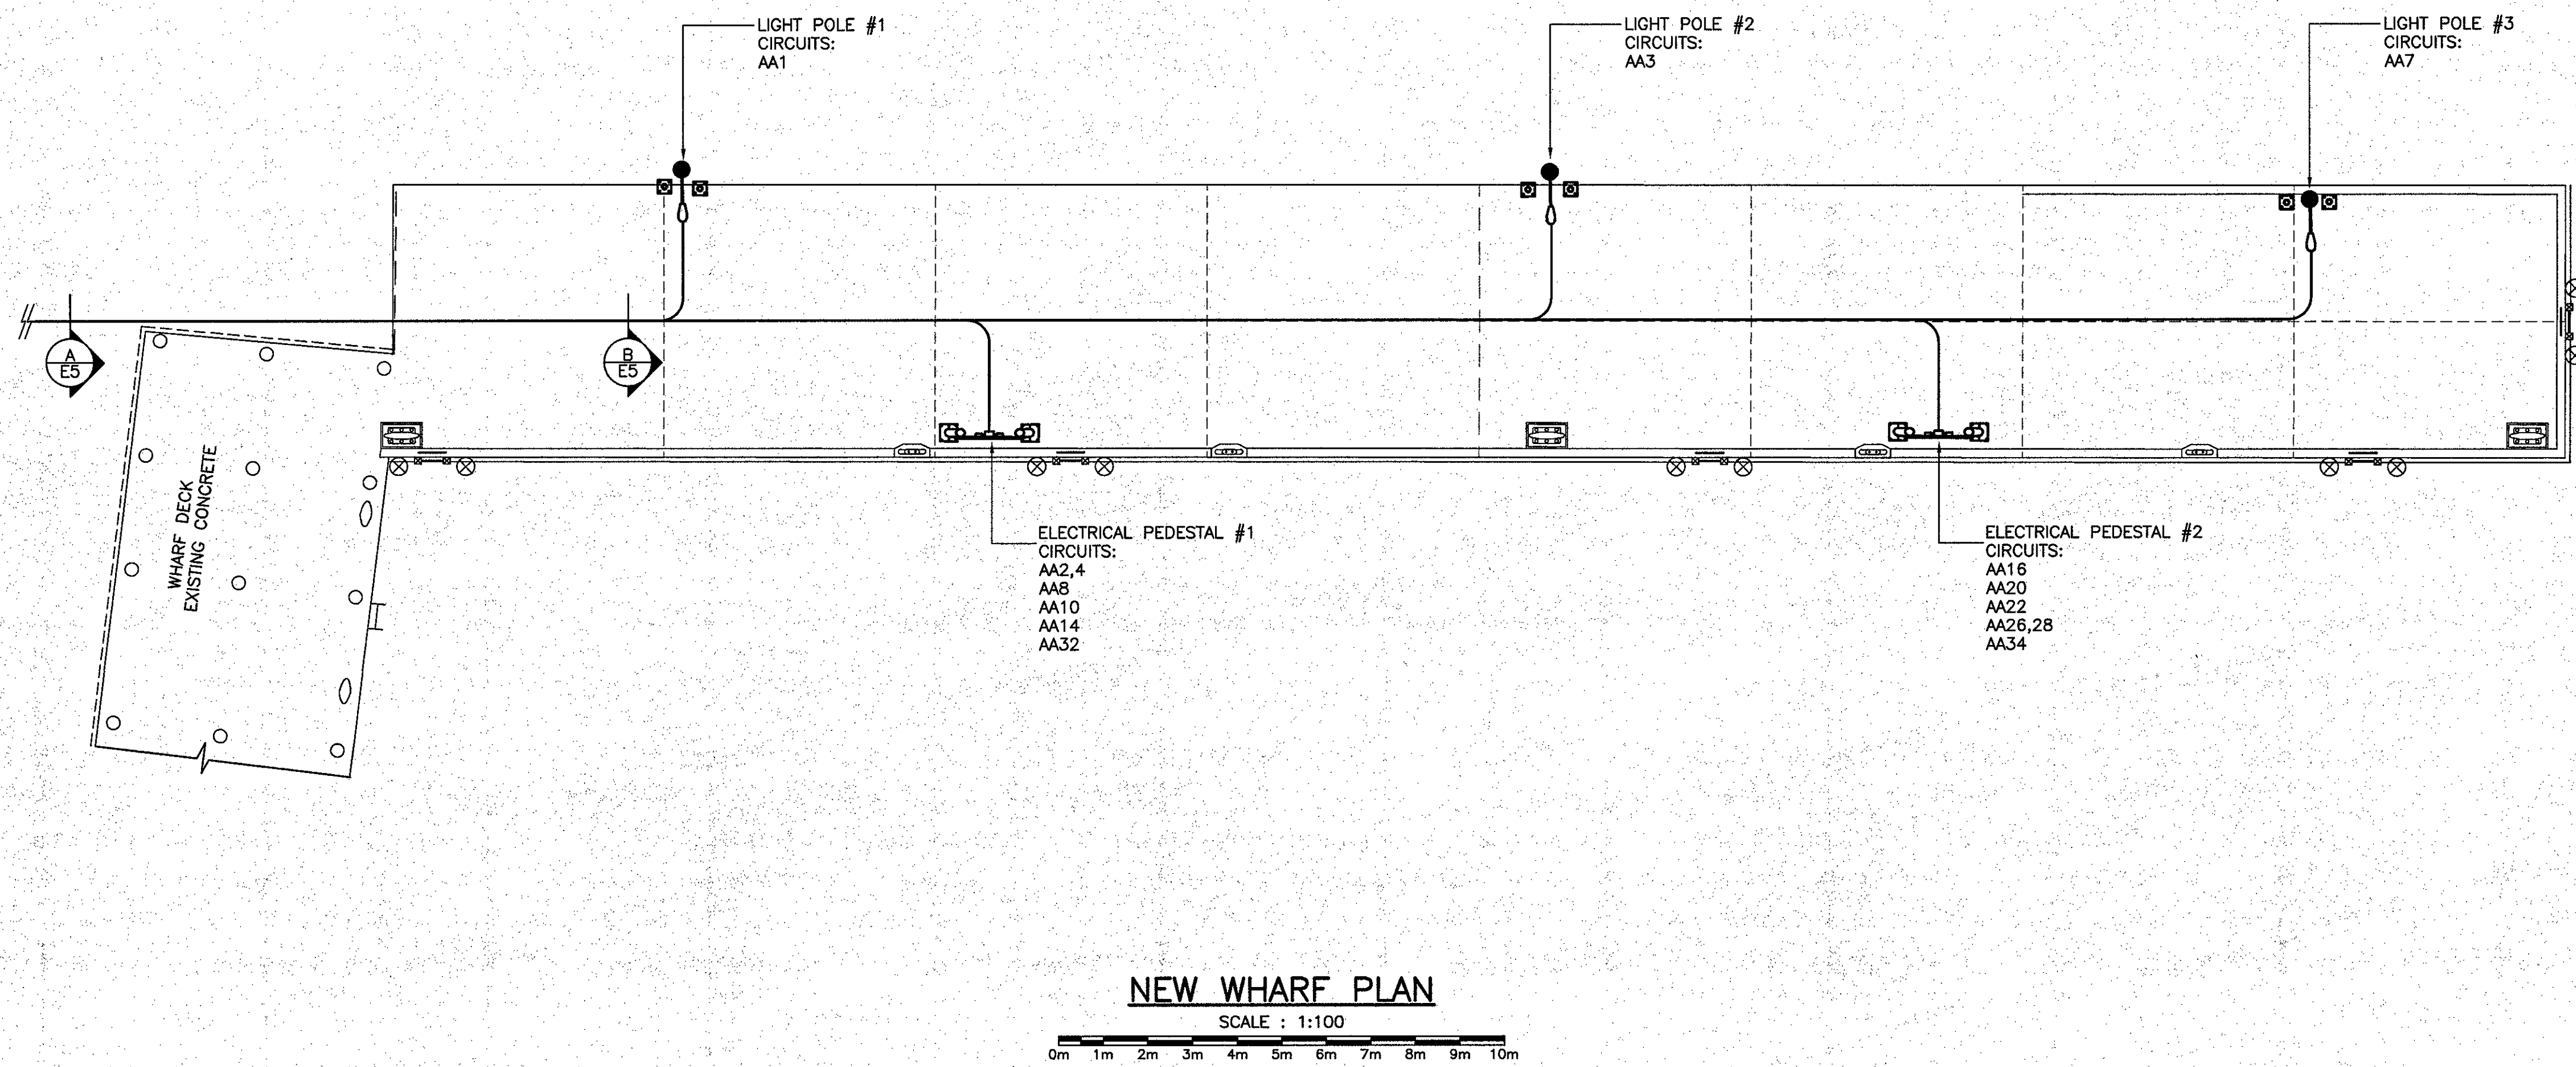 LIGHT POLE #1
CIRCUITS:
AA1
LIGHT POLE #2
CIRCUITS:
AA3
LIGHT POLE #3
CIRCUITS:
AA7
A
E5
B
E5
WHARF DECK
EXISTING CONCRETE
ELECTRICAL PEDESTAL #1
CIRCUITS:
AA2,4
AA8
AA10
AA14
AA32
ELECTRICAL PEDESTAL #2
CIRCUITS:
AA16
AA20
AA22
AA26,28
AA34
NEW WHARF PLAN
SCALE : 1:100
0m 1m 2m 3m 4m 5m 6m 7m 8m 9m 10m